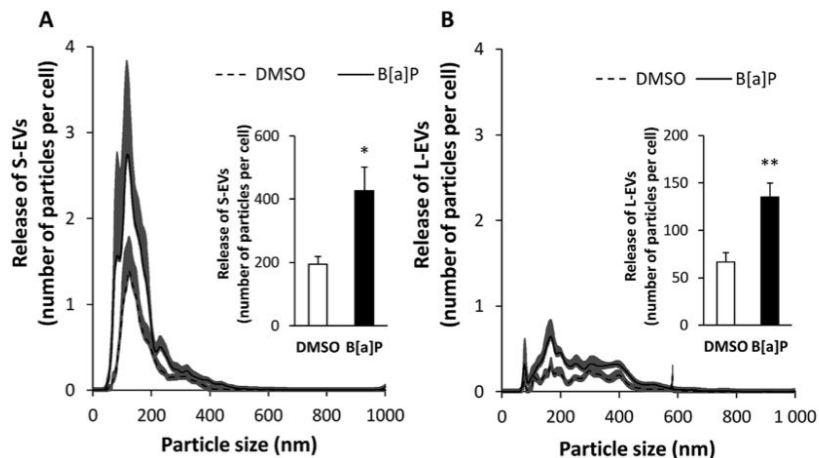 A
Release of S-EVs
(number of particles per cell)
4
3
2
1
0
DMSO
B[a]P
Release of S-EVs
(number of particles per cell)
600
400
200
0
*
DMSO B[a]P
0 200 400 600 800 1000
Particle size (nm)
B
Release of L-EVs
(number of particles per cell)
4
3
2
1
0
DMSO
B[a]P
Release of L-EVs
(number of particles per cell)
200
150
100
50
0
**
DMSO B[a]P
0 200 400 600 800 1 000
Particle size (nm)